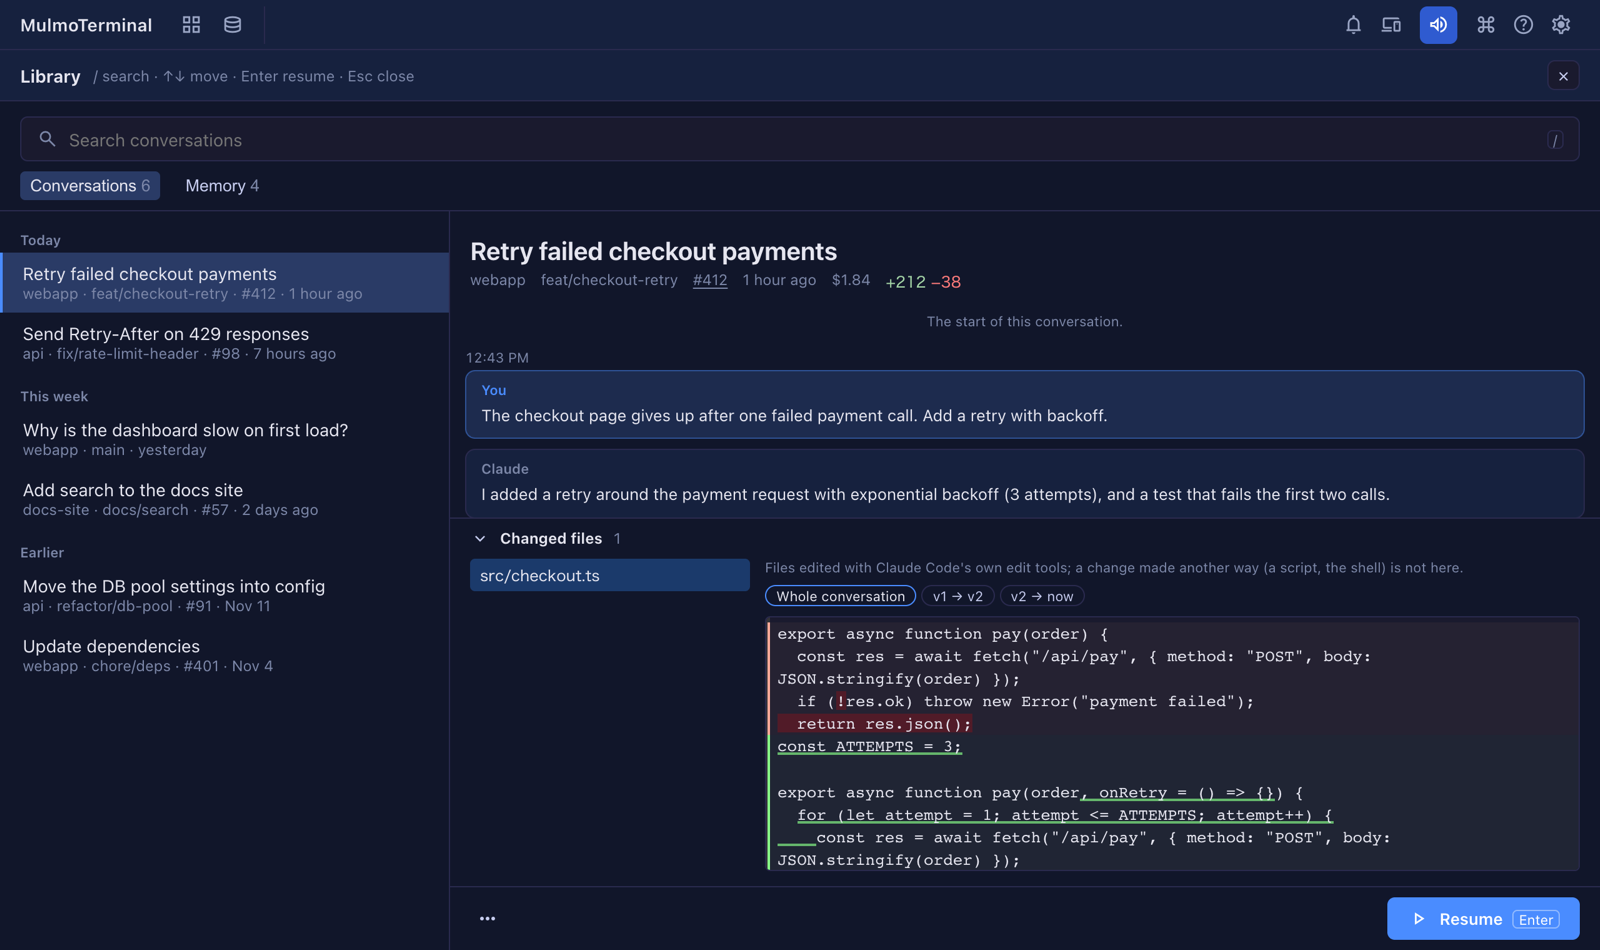 MulmoTerminal
Library / search · ↑↓ move · Enter resume · Esc close
Search conversations /
Conversations 6 Memory 4
Today
Retry failed checkout payments
webapp · feat/checkout-retry · #412 · 1 hour ago
Send Retry-After on 429 responses
api · fix/rate-limit-header · #98 · 7 hours ago
This week
Why is the dashboard slow on first load?
webapp · main · yesterday
Add search to the docs site
docs-site · docs/search · #57 · 2 days ago
Earlier
Move the DB pool settings into config
api · refactor/db-pool · #91 · Nov 11
Update dependencies
webapp · chore/deps · #401 · Nov 4
Retry failed checkout payments
webapp feat/checkout-retry #412 1 hour ago $1.84 +212 −38
The start of this conversation.
12:43 PM
You
The checkout page gives up after one failed payment call. Add a retry with backoff.
Claude
I added a retry around the payment request with exponential backoff (3 attempts), and a test that fails the first two calls.
Changed files 1
src/checkout.ts
Files edited with Claude Code's own edit tools; a change made another way (a script, the shell) is not here.
Whole conversation v1 → v2 v2 → now
export async function pay(order) {
  const res = await fetch("/api/pay", { method: "POST", body:
JSON.stringify(order) });
  if (!res.ok) throw new Error("payment failed");
  return res.json();
const ATTEMPTS = 3;
export async function pay(order, onRetry = () => {}) {
  for (let attempt = 1; attempt <= ATTEMPTS; attempt++) {
    const res = await fetch("/api/pay", { method: "POST", body:
JSON.stringify(order) });
Resume Enter